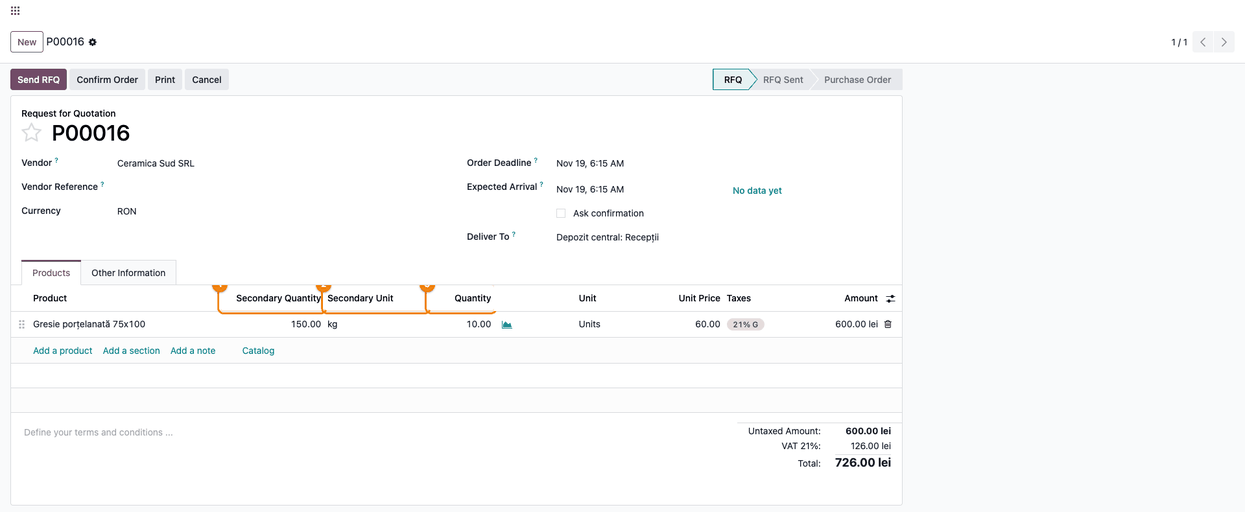 New P00016
1 / 1
Send RFQ Confirm Order Print Cancel RFQ RFQ Sent Purchase Order
Request for Quotation
P00016
Vendor ? Ceramica Sud SRL
Order Deadline ? Nov 19, 6:15 AM
Vendor Reference ?
Expected Arrival ? Nov 19, 6:15 AM No data yet
Currency RON
Ask confirmation
Deliver To ? Depozit central: Recepții
Products Other Information
Product Secondary Quantity Secondary Unit Quantity Unit Unit Price Taxes Amount
Gresie porțelanată 75x100 150.00 kg 10.00 Units 60.00 21% G 600.00 lei
Add a product Add a section Add a note Catalog
Define your terms and conditions ...
Untaxed Amount: 600.00 lei
VAT 21%: 126.00 lei
Total: 726.00 lei